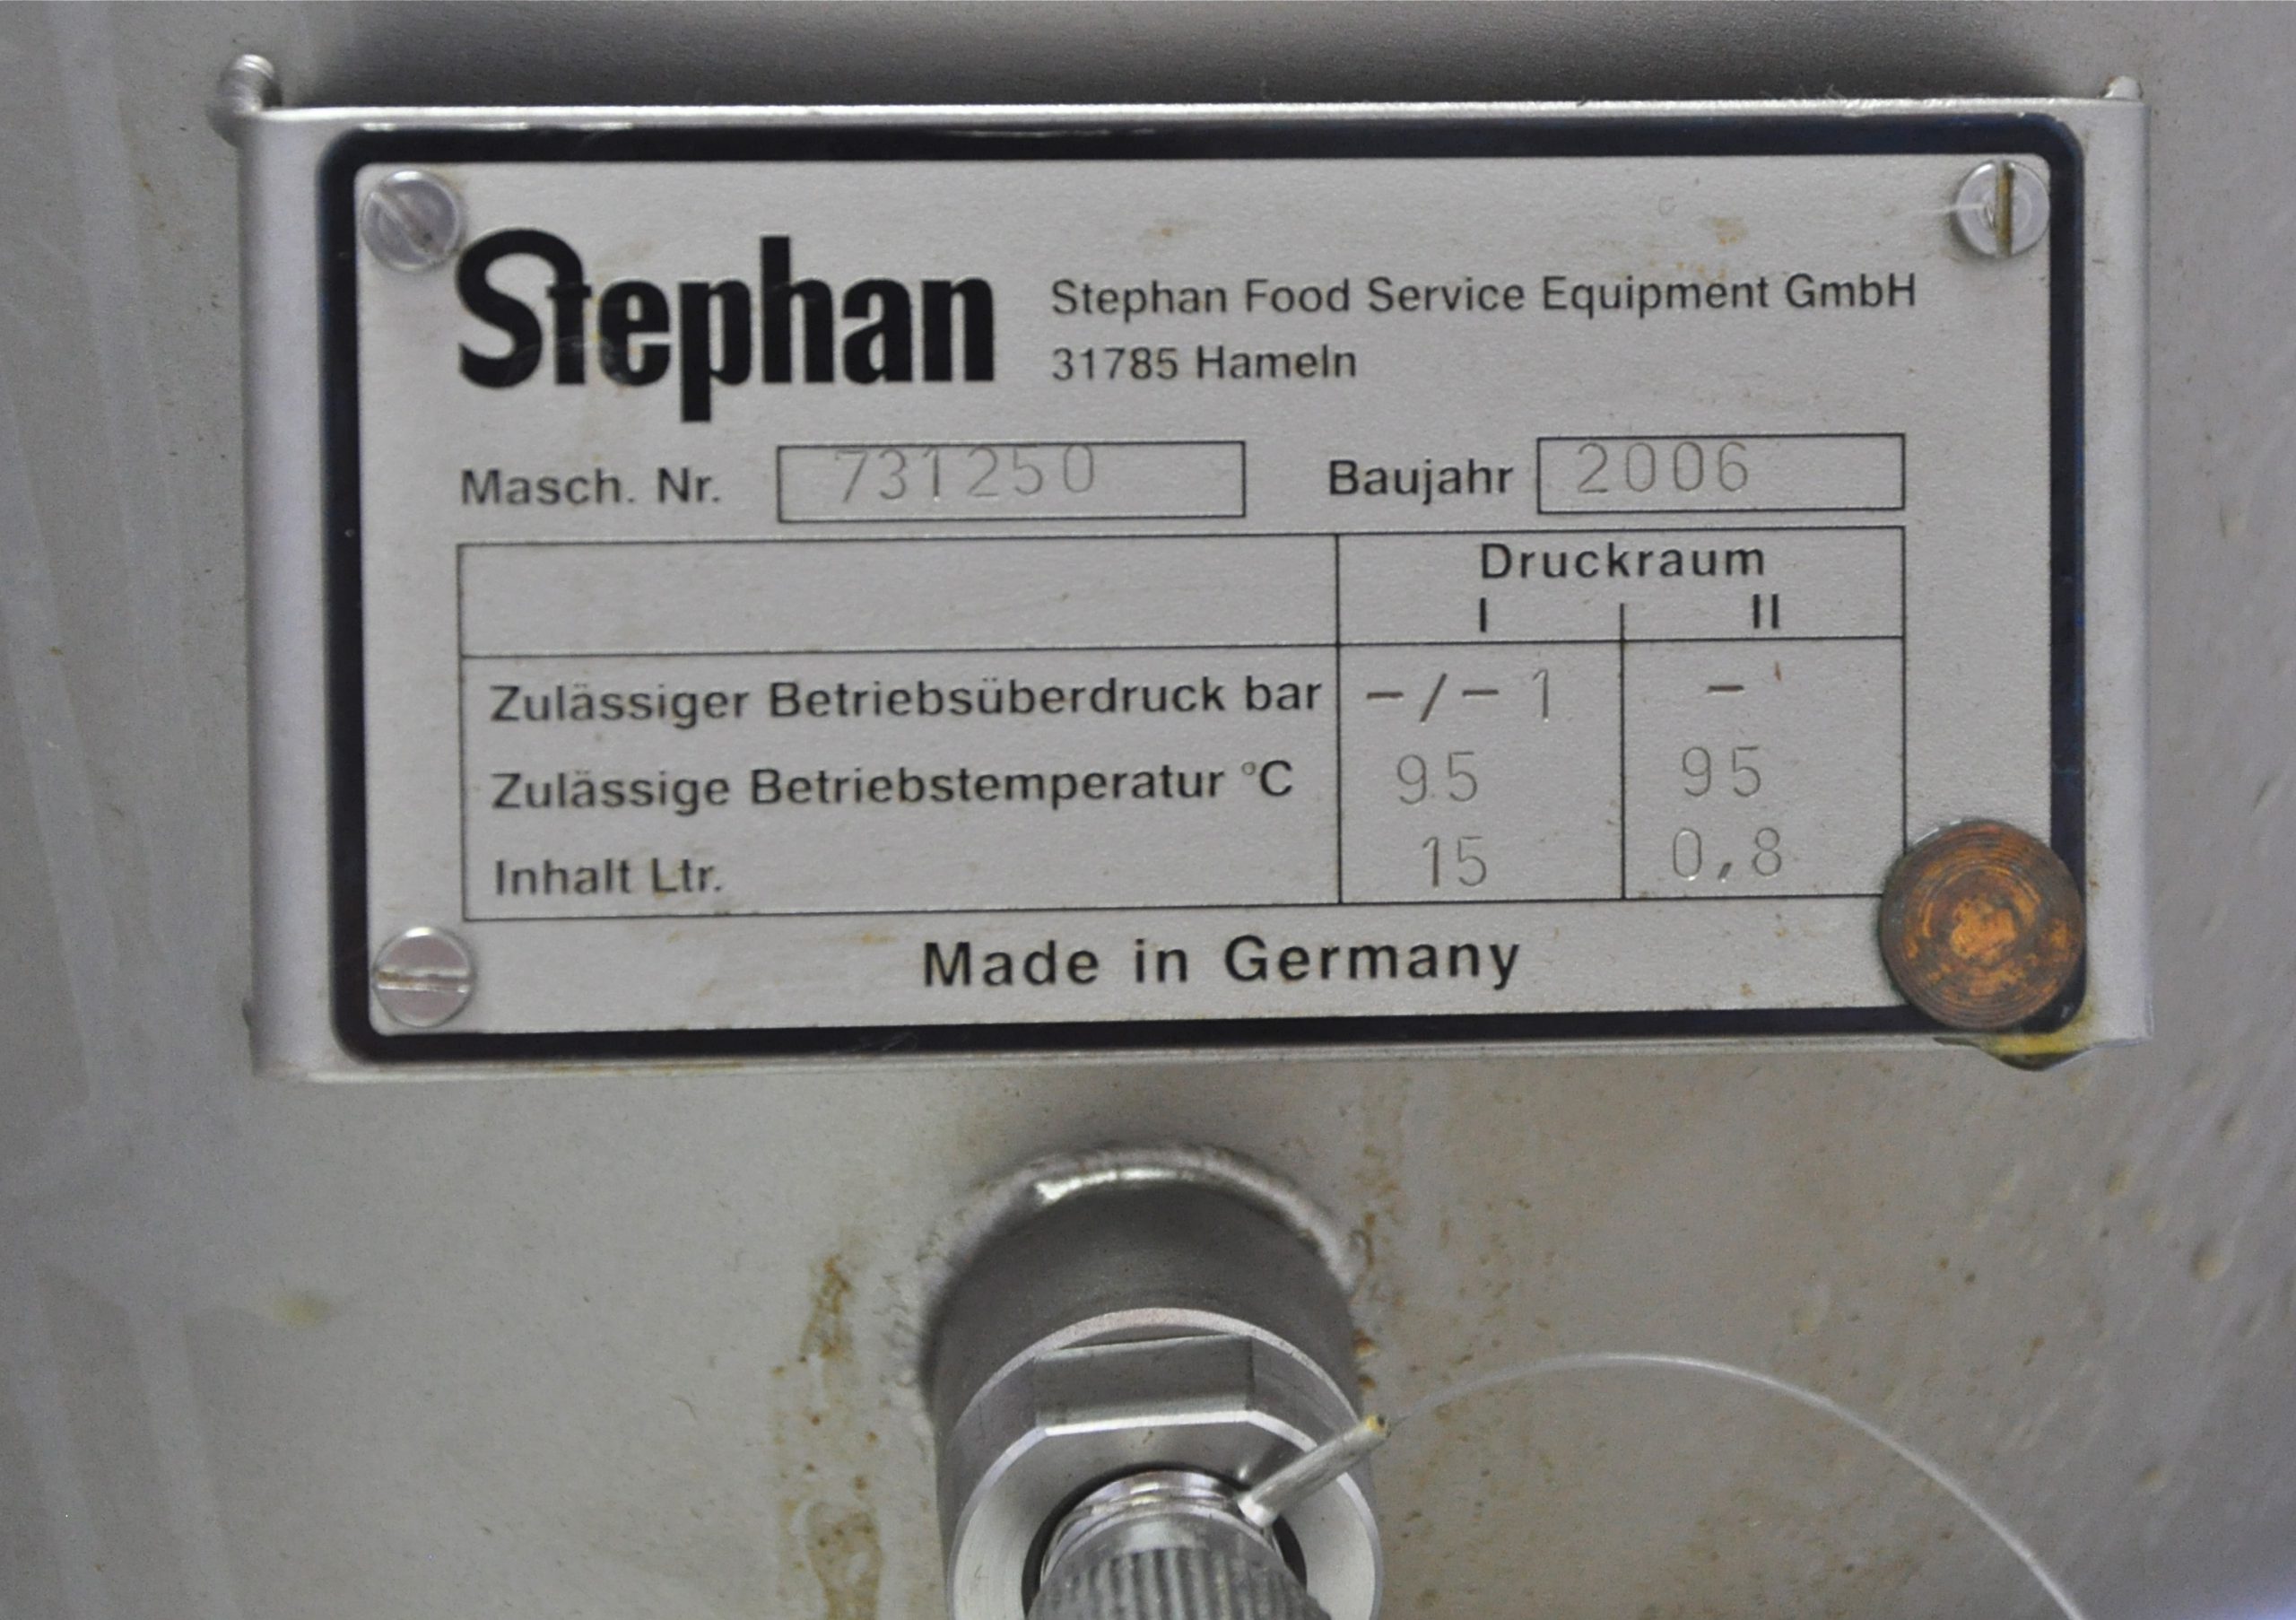 Stephan
Stephan Food Service Equipment GmbH
31785 Hameln
Masch. Nr. 731250 Baujahr 2006
Druckraum
I II
Zulässiger Betriebsüberdruck bar -/-1 -
Zulässige Betriebstemperatur °C 95 95
Inhalt Ltr. 15 0,8
Made in Germany